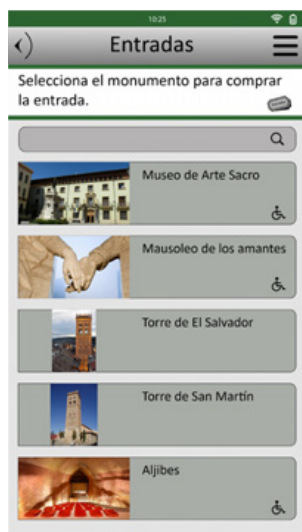 10:25
Entradas
Selecciona el monumento para comprar
la entrada.
Museo de Arte Sacro
Mausoleo de los amantes
Torre de El Salvador
Torre de San Martín
Aljibes